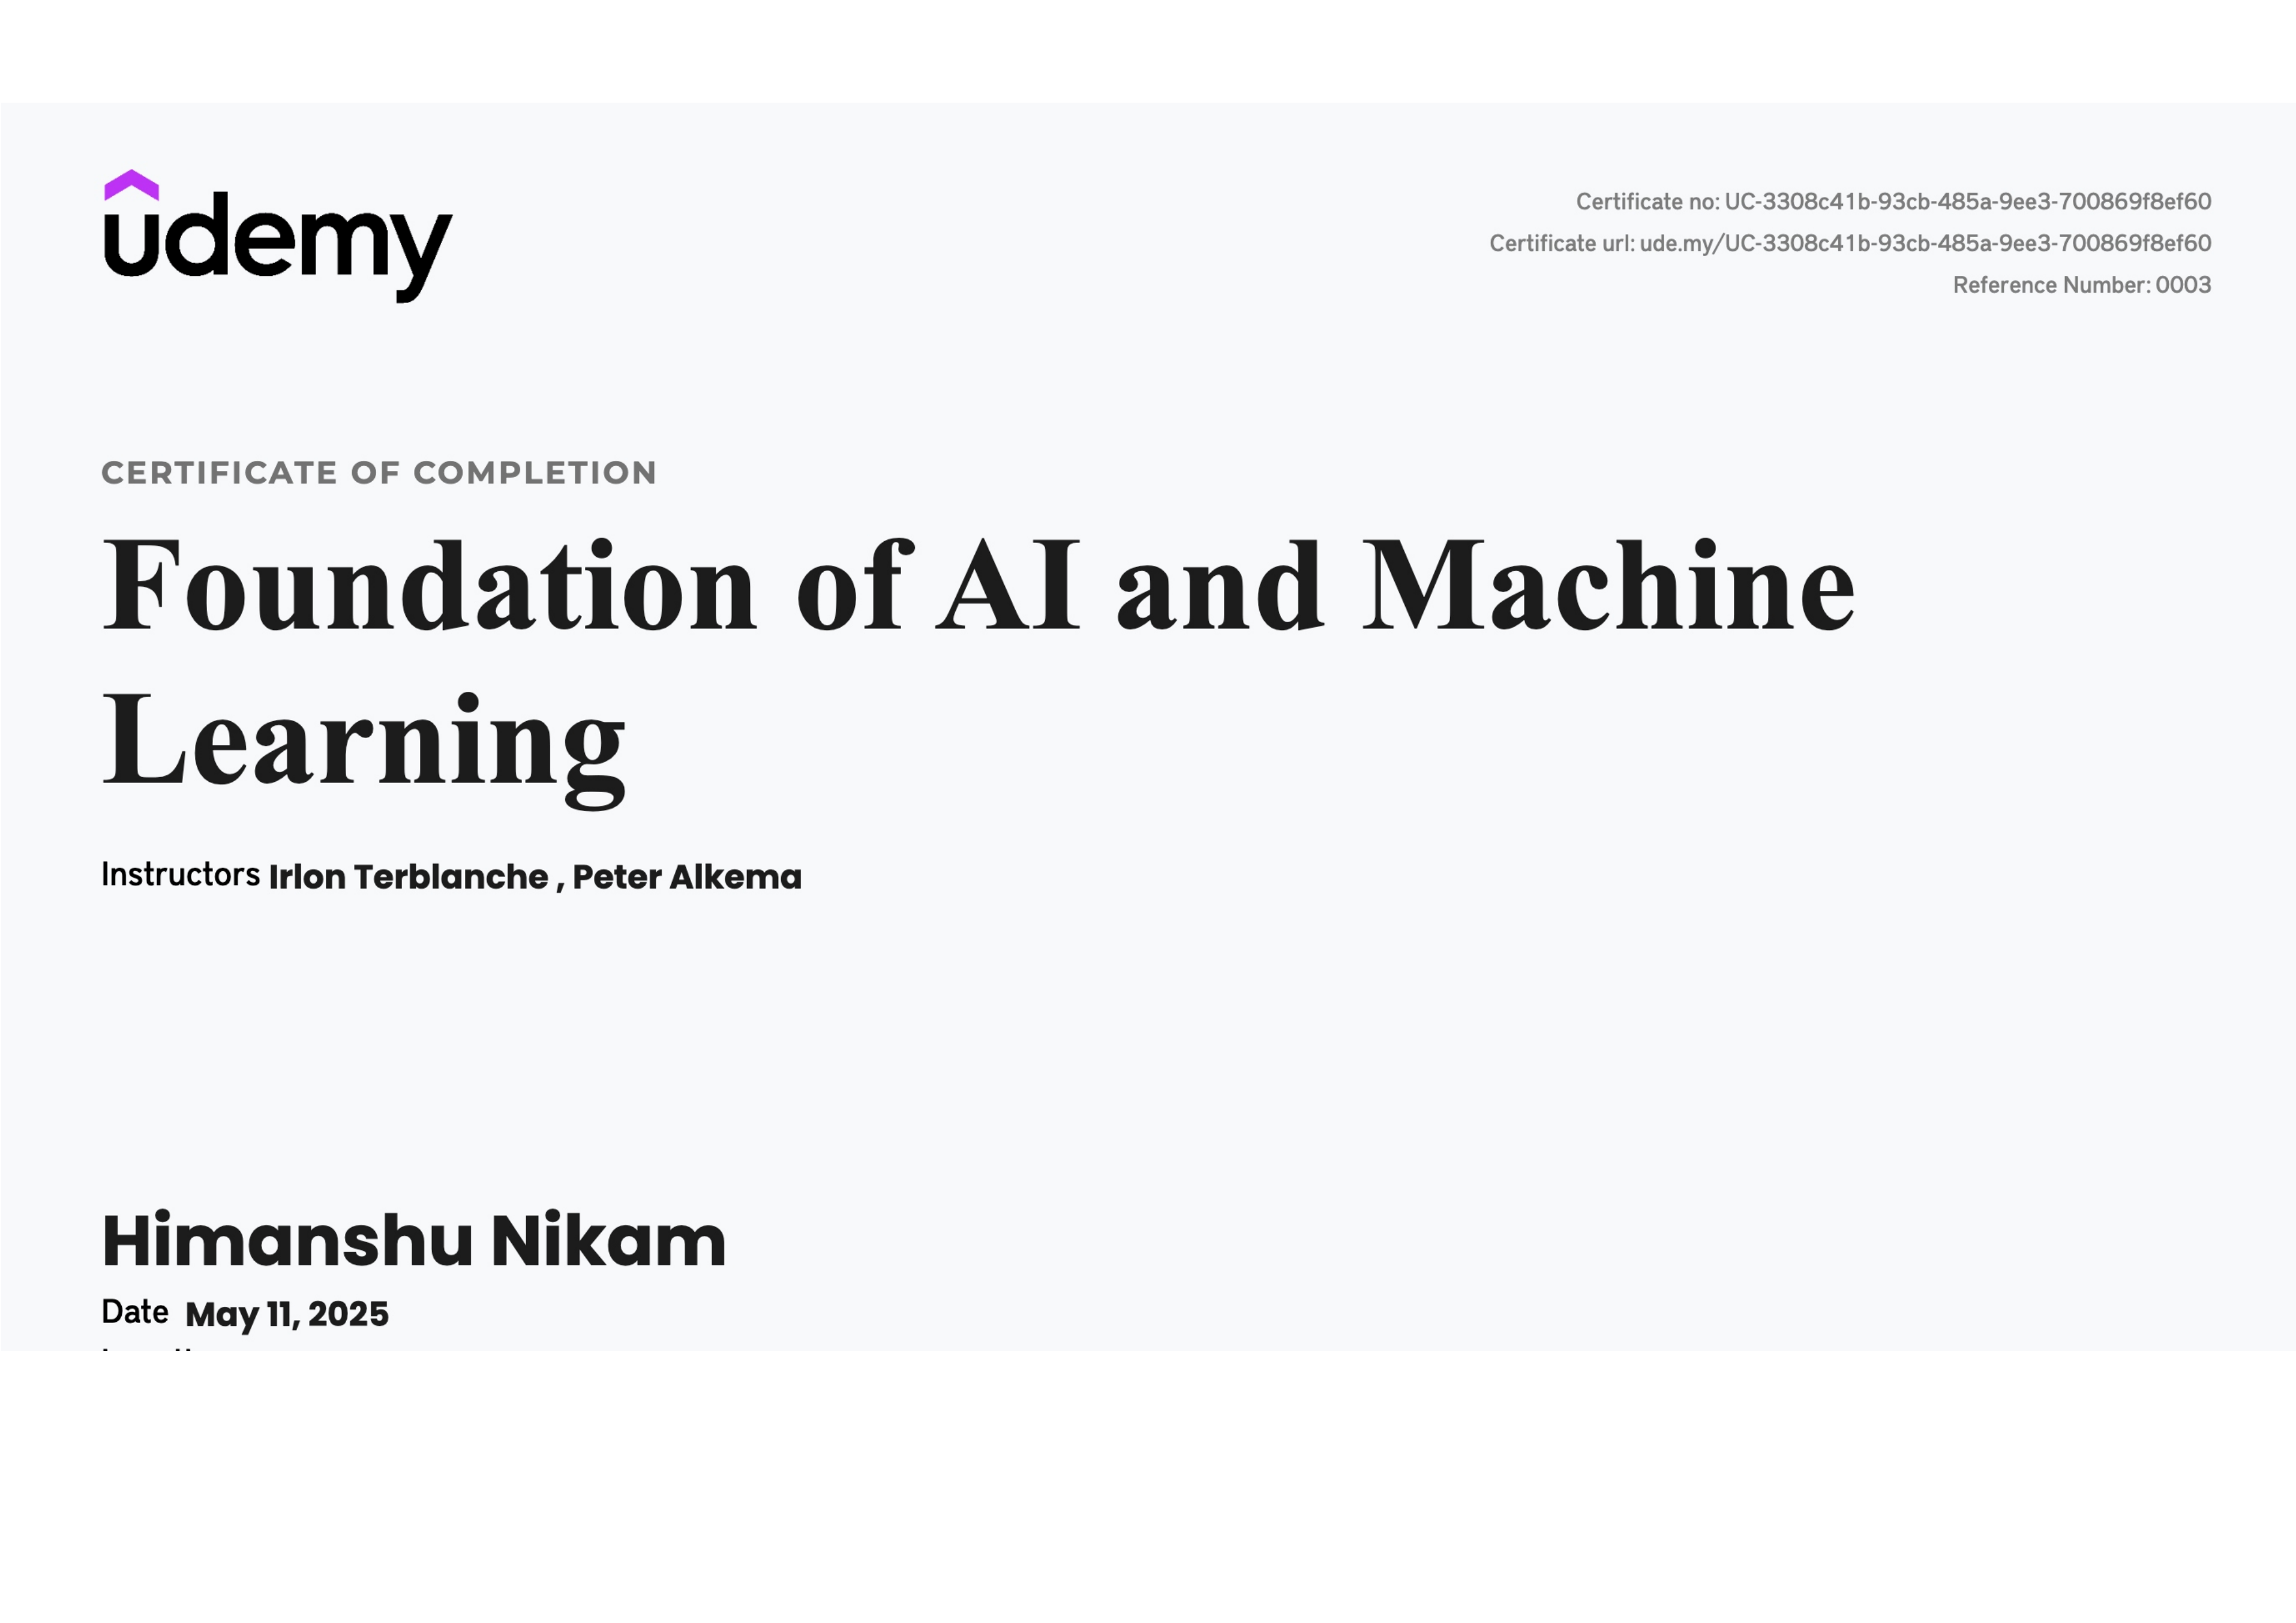 udemy
Certificate no: UC-3308c41b-93cb-485a-9ee3-700869f8ef60
Certificate url: ude.my/UC-3308c41b-93cb-485a-9ee3-700869f8ef60
Reference Number: 0003
CERTIFICATE OF COMPLETION
Foundation of AI and Machine
Learning
Instructors Irlon Terblanche , Peter Alkema
Himanshu Nikam
Date May 11, 2025